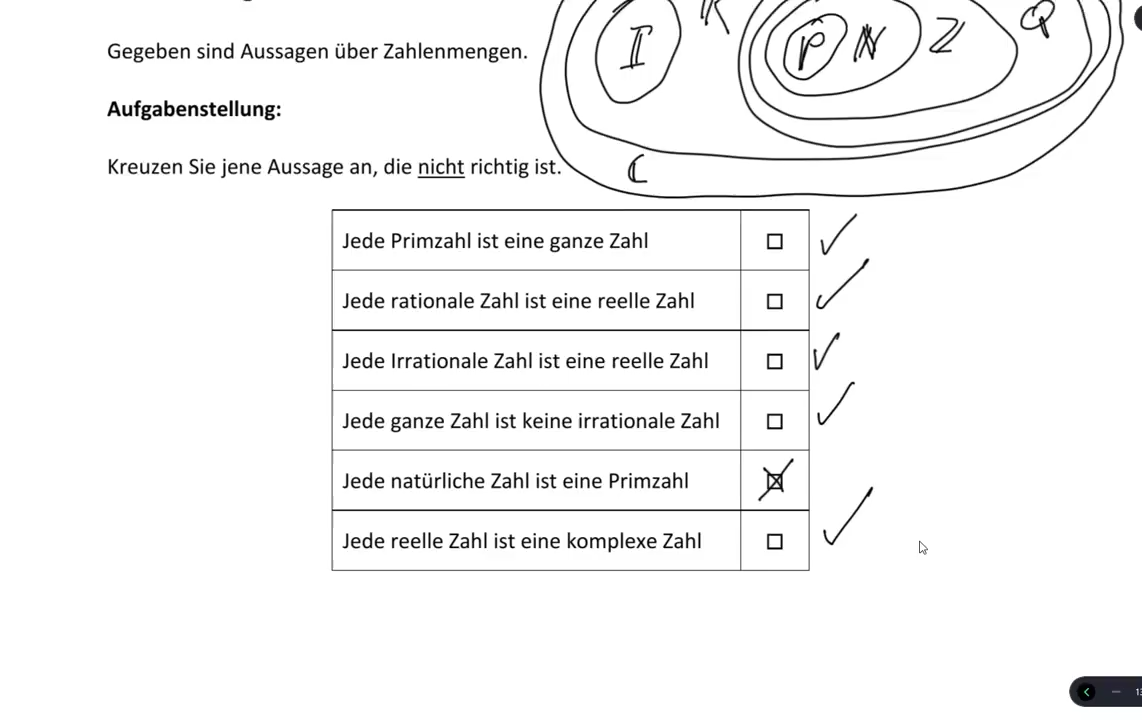 Gegeben sind Aussagen über Zahlenmengen.
I R P N Z Q
Aufgabenstellung:
Kreuzen Sie jene Aussage an, die nicht richtig ist.
C
Jede Primzahl ist eine ganze Zahl
Jede rationale Zahl ist eine reelle Zahl
Jede Irrationale Zahl ist eine reelle Zahl
Jede ganze Zahl ist keine irrationale Zahl
Jede natürliche Zahl ist eine Primzahl
Jede reelle Zahl ist eine komplexe Zahl